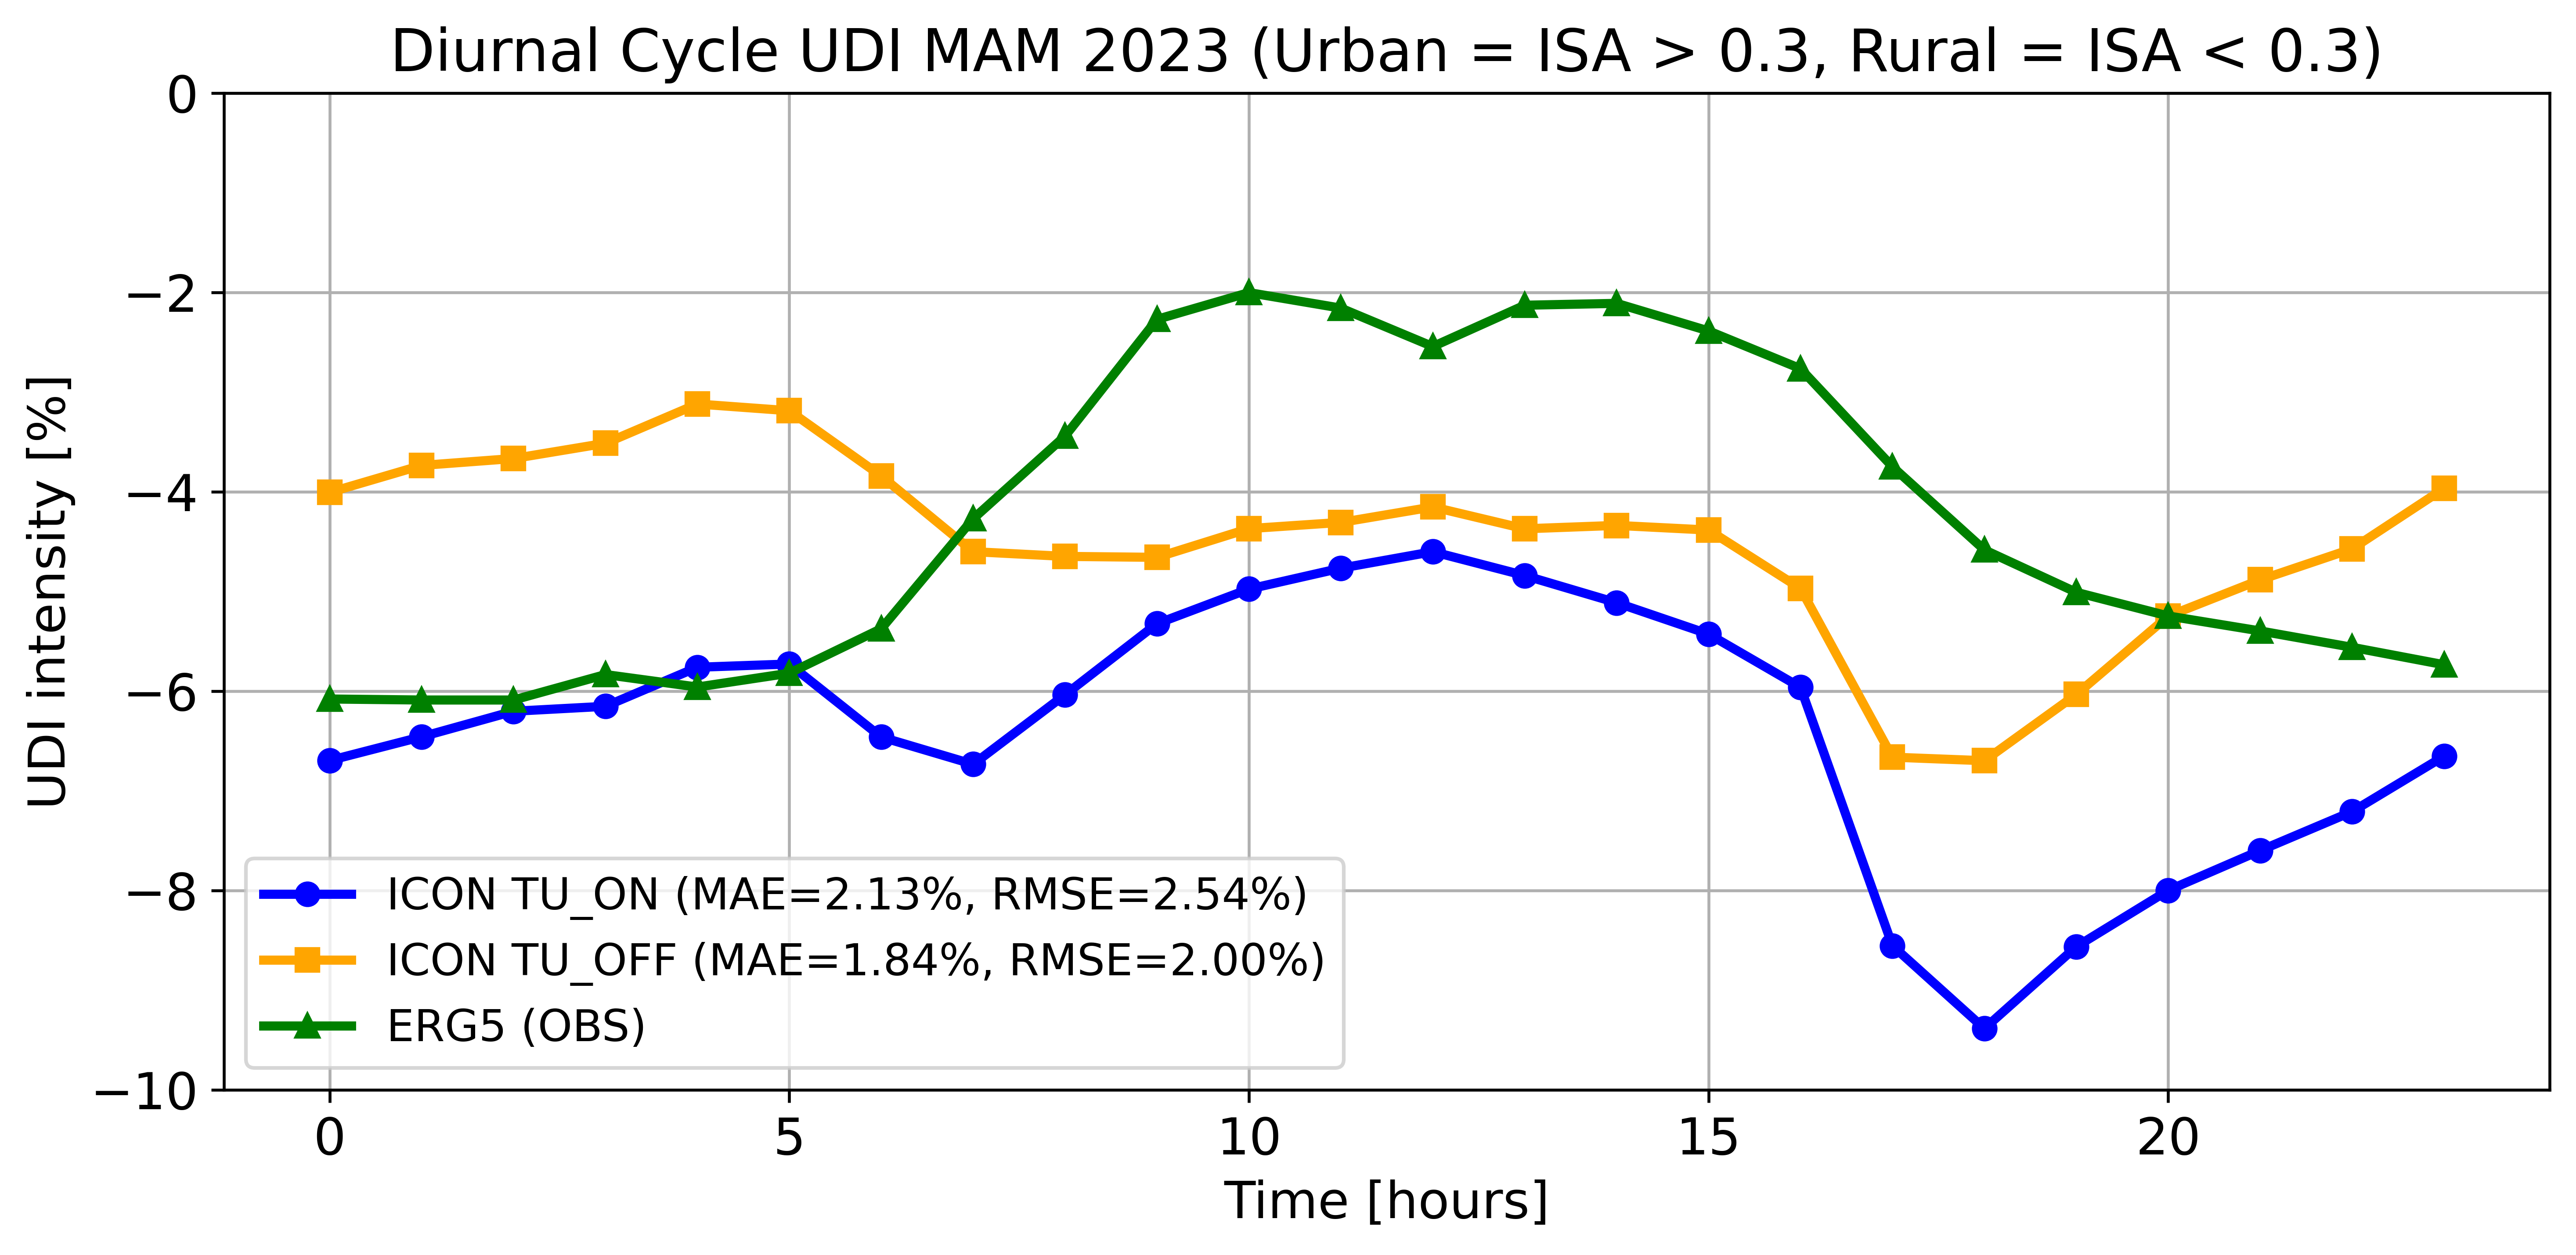 Diurnal Cycle UDI MAM 2023 (Urban = ISA > 0.3, Rural = ISA < 0.3)
UDI intensity [%]
0
−2
−4
−6
−8
−10
ICON TU_ON (MAE=2.13%, RMSE=2.54%)
ICON TU_OFF (MAE=1.84%, RMSE=2.00%)
ERG5 (OBS)
0 5 10 15 20
Time [hours]